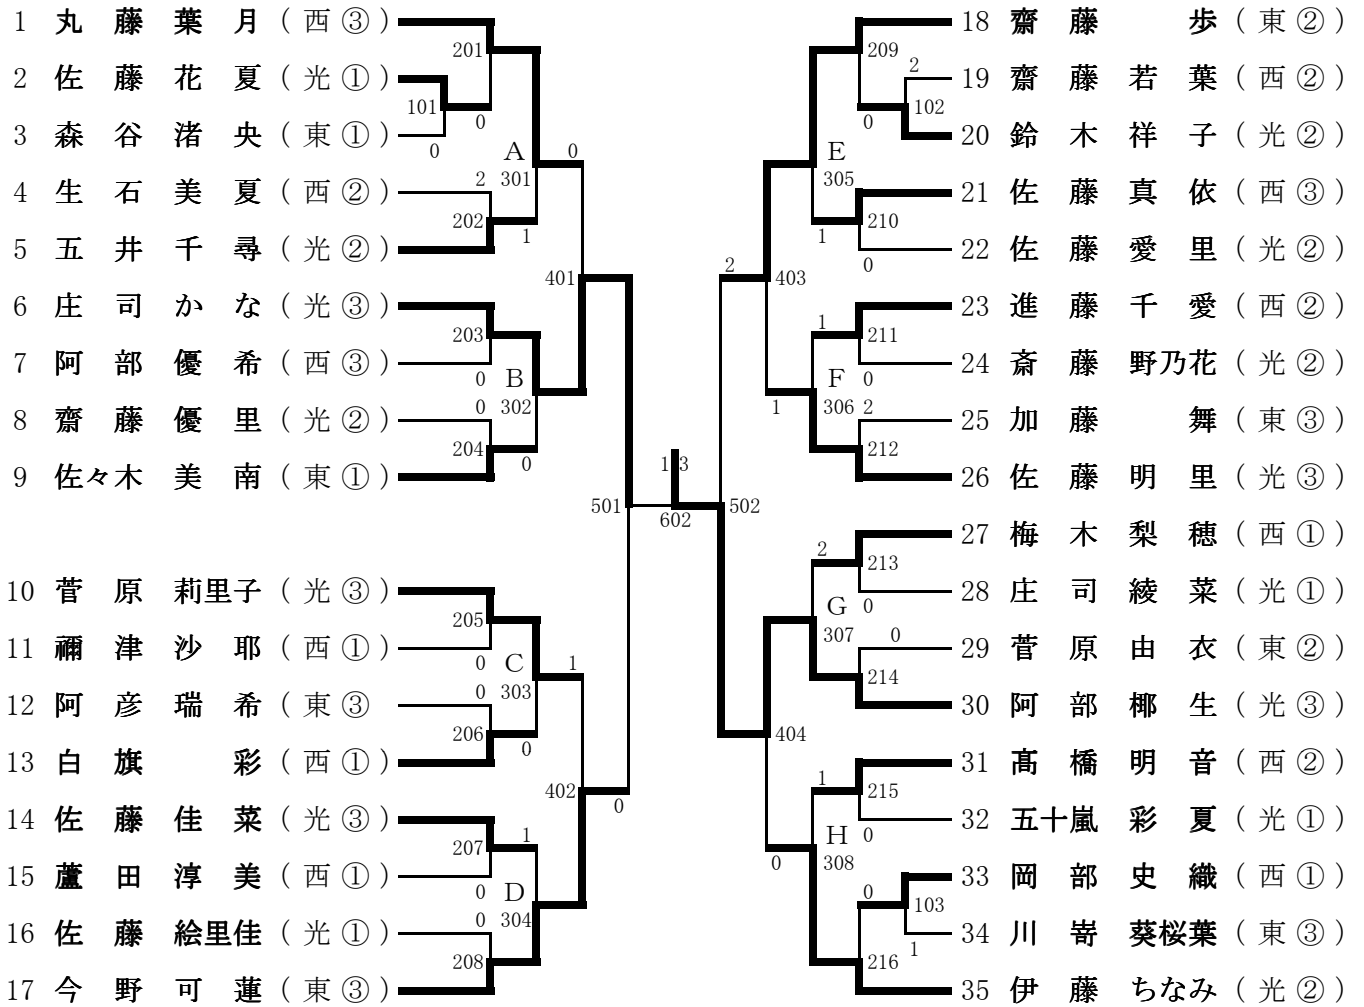 1 丸藤葉月(西③)
201
2 佐藤花夏(光①)
101
0
3 森谷渚央(東①)
0
A
0
301
4 生石美夏(西②)
2
202
1
5 五井千尋(光②)
401
6 庄司かな(光③)
203
7 阿部優希(西③)
0
B
302
8 齋藤優里(光②)
0
204
0
9 佐々木美南(東①)
501
10 菅原莉里子(光③)
205
11 禰津沙耶(西①)
0
C
1
303
12 阿彦瑞希(東③
0
206
0
13 白旗彩(西①)
402
0
14 佐藤佳菜(光③)
207
1
15 蘆田淳美(西①)
0
D
304
16 佐藤絵里佳(光①)
0
208
17 今野可蓮(東③)
1 3
602
18 齋藤歩(東②)
209
19 齋藤若葉(西②)
2
102
0
20 鈴木祥子(光②)
E
305
21 佐藤真依(西③)
210
1
22 佐藤愛里(光②)
0
2
403
23 進藤千愛(西②)
1
211
24 斎藤野乃花(光②)
0
F
1
306
25 加藤舞(東③)
2
212
26 佐藤明里(光③)
502
27 梅木梨穂(西①)
2
213
28 庄司綾菜(光①)
0
G
307
29 菅原由衣(東②)
0
214
30 阿部椰生(光③)
404
31 髙橋明音(西②)
1
215
32 五十嵐彩夏(光①)
0
H
0
308
33 岡部史織(西①)
0
103
34 川嵜葵桜葉(東③)
1
216
35 伊藤ちなみ(光②)